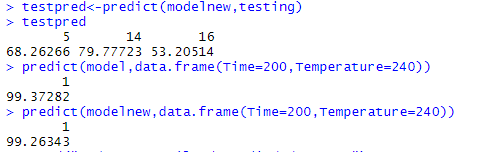 > testpred<-predict(modelnew,testing)
> testpred
5 14 16
68.26266 79.77723 53.20514
> predict(model,data.frame(Time=200,Temperature=240))
1
99.37282
> predict(modelnew,data.frame(Time=200,Temperature=240))
1
99.26343